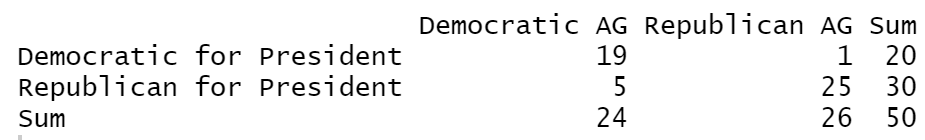 Democratic AG Republican AG Sum
Democratic for President 19 1 20
Republican for President 5 25 30
Sum 24 26 50